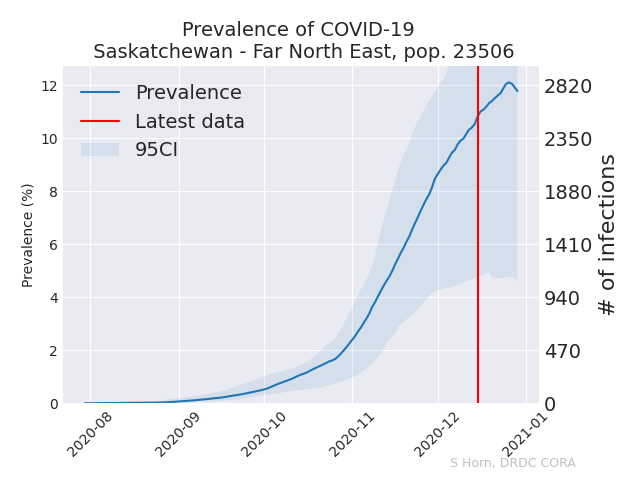 Prevalence of COVID-19
Saskatchewan - Far North East, pop. 23506
Prevalence
Latest data
95CI
Prevalence (%)
12
10
8
6
4
2
0
2820
2350
1880
1410
940
470
0
# of infections
2020-08
2020-09
2020-10
2020-11
2020-12
2021-01
S Horn, DRDC CORA